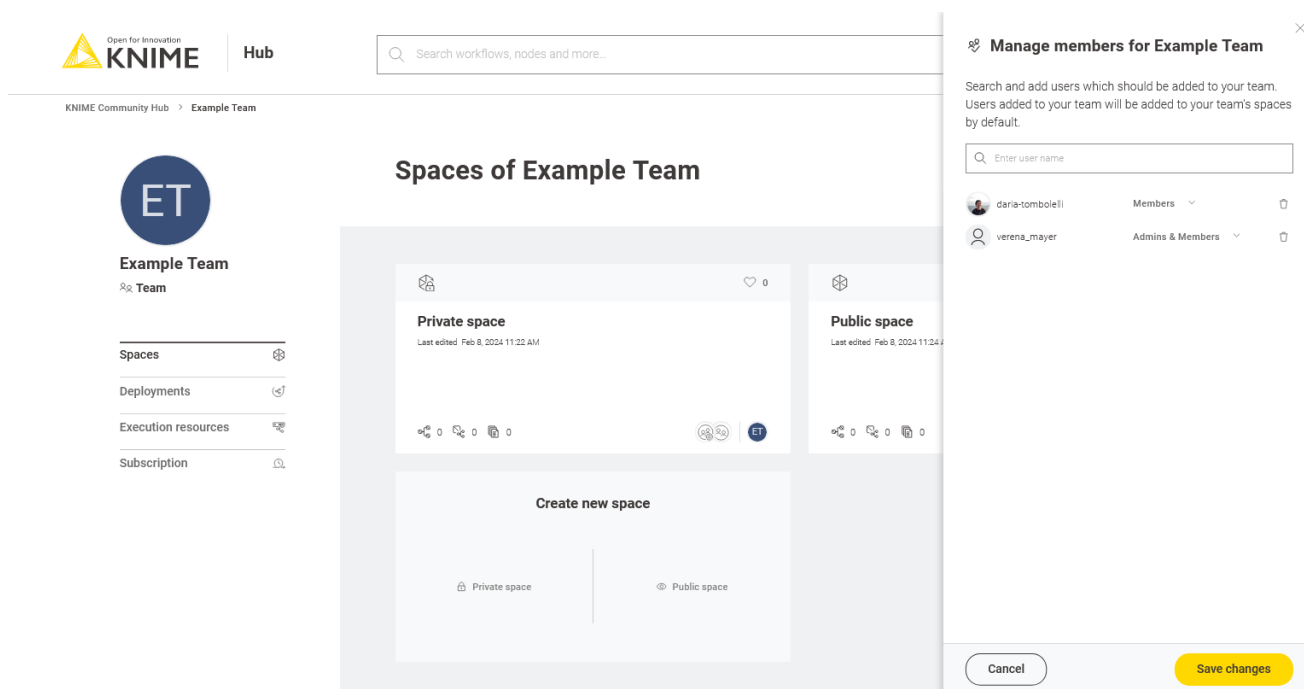 Open for Innovation
KNIME
Hub
Search workflows, nodes and more...
KNIME Community Hub > Example Team
ET
Example Team
Team
Spaces
Deployments
Execution resources
Subscription
Spaces of Example Team
0
Private space
Last edited Feb 8, 2024 11:22 AM
0 0 0
ET
Public space
Last edited Feb 8, 2024 11:24
0 0 0
Create new space
Private space
Public space
Manage members for Example Team
Search and add users which should be added to your team.
Users added to your team will be added to your team's spaces
by default.
Enter user name
daria-tombolelli Members
verena_mayer Admins & Members
Cancel
Save changes